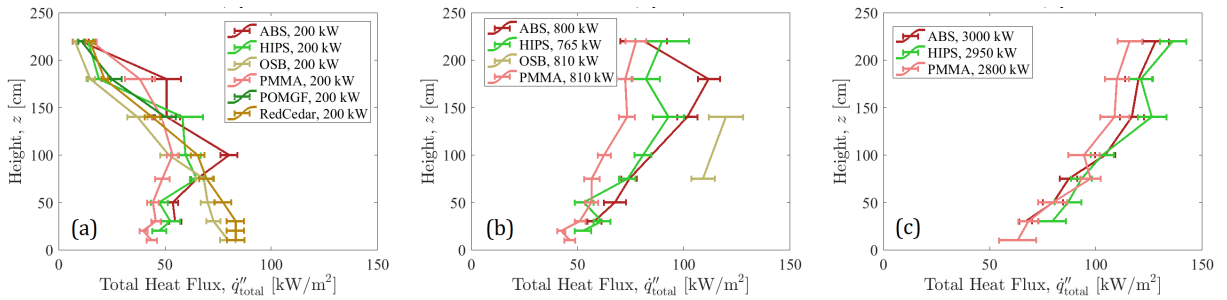 250
200
150
100
50
0
Height, z [cm]
ABS, 200 kW
HIPS, 200 kW
OSB, 200 kW
PMMA, 200 kW
POMGF, 200 kW
RedCedar, 200 kW
(a)
0 50 100 150
Total Heat Flux, q̇″total [kW/m²]
250
200
150
100
50
0
Height, z [cm]
ABS, 800 kW
HIPS, 765 kW
OSB, 810 kW
PMMA, 810 kW
(b)
0 50 100 150
Total Heat Flux, q̇″total [kW/m²]
250
200
150
100
50
0
Height, z [cm]
ABS, 3000 kW
HIPS, 2950 kW
PMMA 2800 kW
(c)
0 50 100 150
Total Heat Flux, q̇″total [kW/m²]